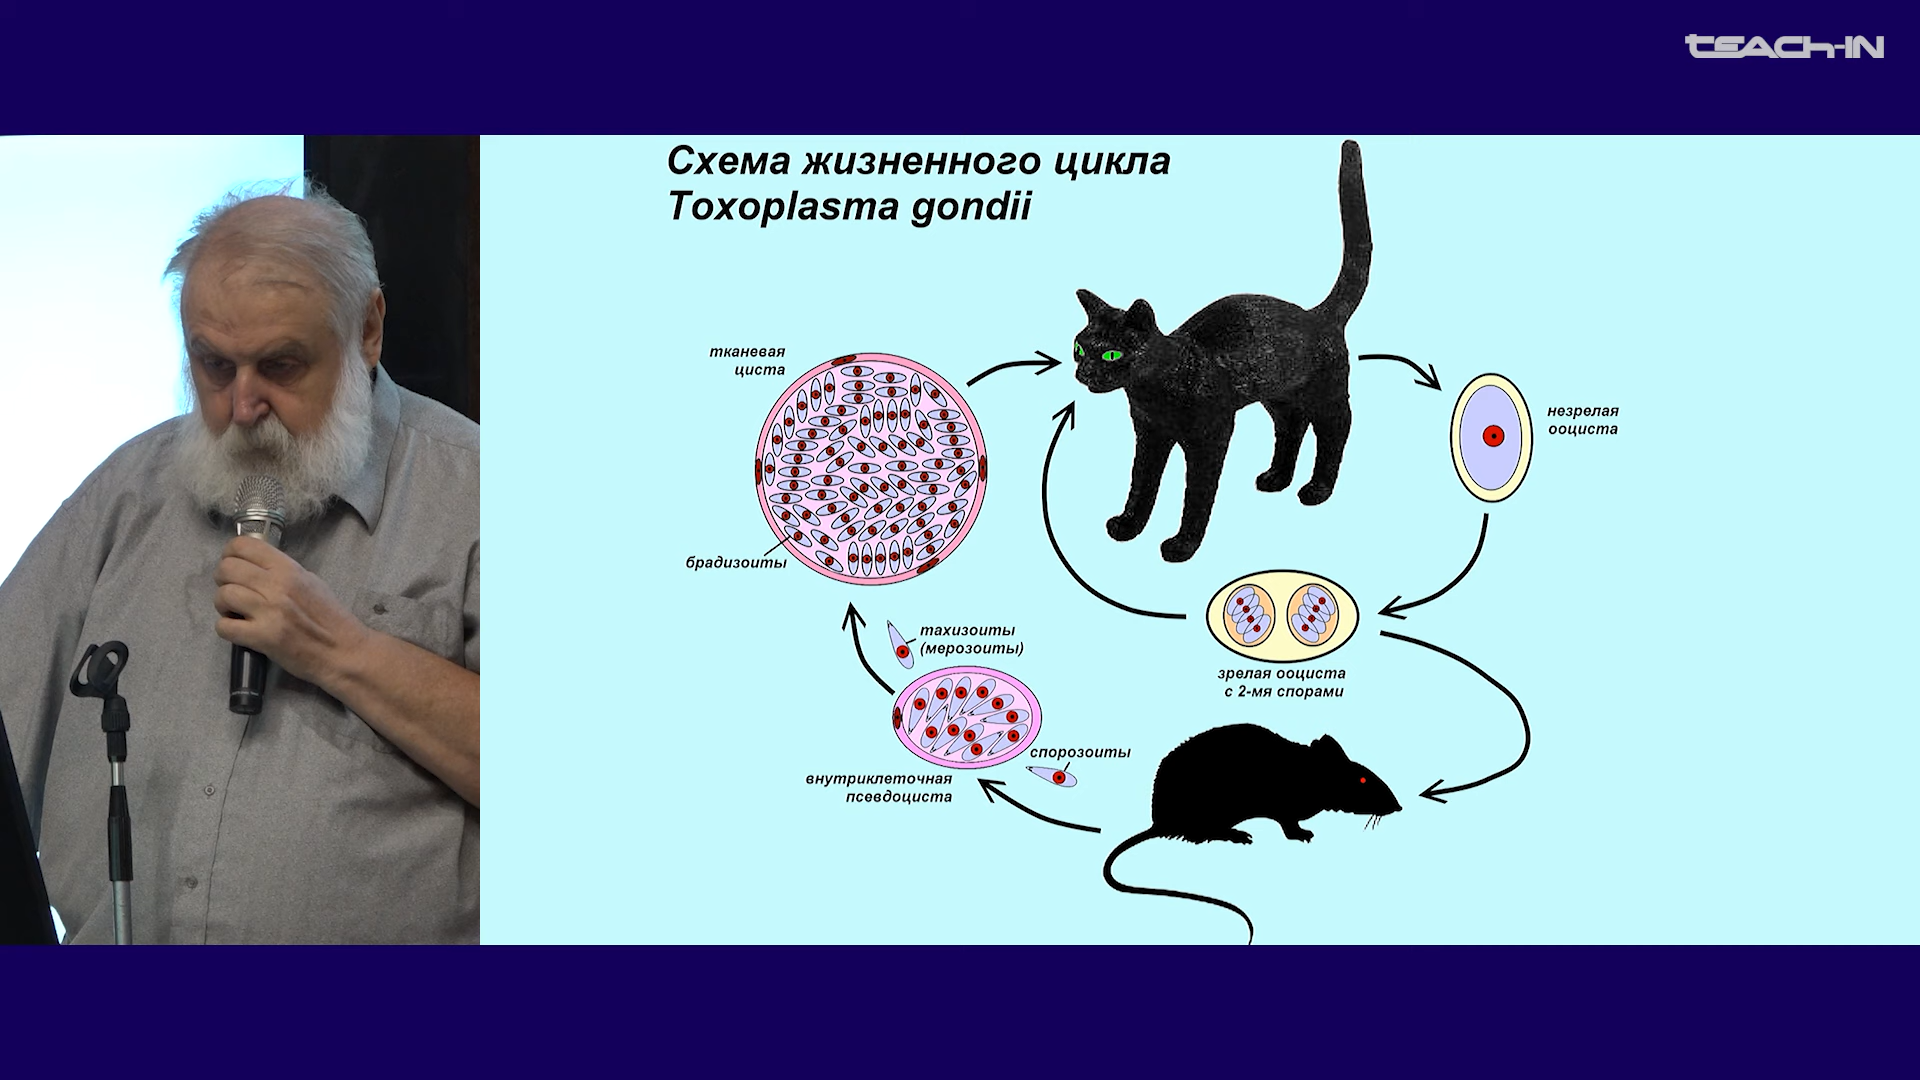 TEACH-IN
Схема жизненного цикла
Toxoplasma gondii
тканевая
циста
незрелая
ооциста
брадизоиты
тахизоиты
(мерозоиты)
зрелая ооциста
с 2-мя спорами
спорозоиты
внутриклеточная
псевдоциста